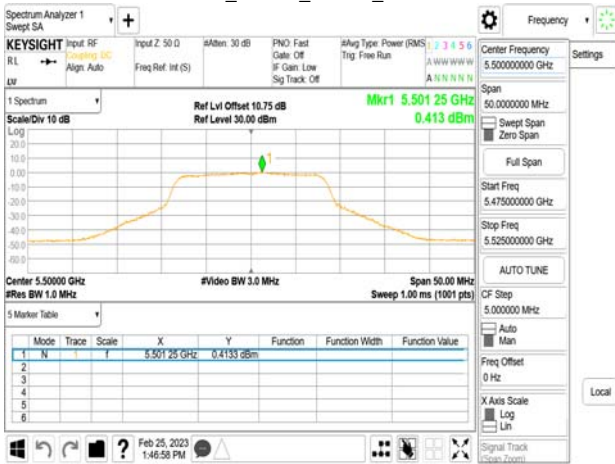 Spectrum Analyzer 1
Swept SA
Frequency
KEYSIGHT
RL
Input: RF
Coupling: DC
Align: Auto
Input Z: 50 Ω
Freq Ref: Int (S)
#Atten: 30 dB
PNO: Fast
Gate: Off
IF Gain: Low
Sig Track: Off
#Avg Type: Power (RMS
Trig: Free Run
1 2 3 4 5 6
A W W W W W
A N N N N N
1 Spectrum
Scale/Div 10 dB
Ref Lvl Offset 10.75 dB
Ref Level 30.00 dBm
Mkr1 5.501 25 GHz
0.413 dBm
Log
20.0
10.0
0.00
-10.0
-20.0
-30.0
-40.0
-50.0
-60.0
1
Center 5.50000 GHz
#Res BW 1.0 MHz
#Video BW 3.0 MHz
Span 50.00 MHz
Sweep 1.00 ms (1001 pts)
5 Marker Table
Mode Trace Scale X Y Function Function Width Function Value
1 N 1 f 5.501 25 GHz 0.4133 dBm
2
3
4
5
6
Feb 25, 2023
1:46:58 PM
Center Frequency
5.500000000 GHz
Span
50.0000000 MHz
Swept Span
Zero Span
Full Span
Start Freq
5.475000000 GHz
Stop Freq
5.525000000 GHz
AUTO TUNE
CF Step
5.000000 MHz
Auto
Man
Freq Offset
0 Hz
X Axis Scale
Log
Lin
Signal Track
(Span Zoom)
Settings
Local